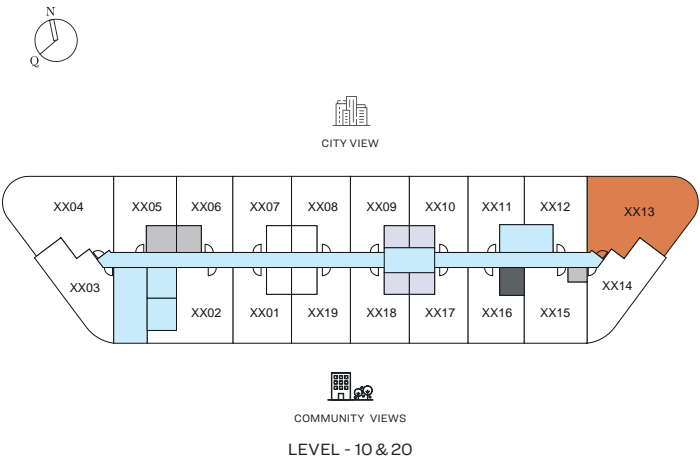 N
Q
CITY VIEW
XX04 XX05 XX06 XX07 XX08 XX09 XX10 XX11 XX12 XX13
XX03 XX02 XX01 XX19 XX18 XX17 XX16 XX15 XX14
COMMUNITY VIEWS
LEVEL - 10 & 20